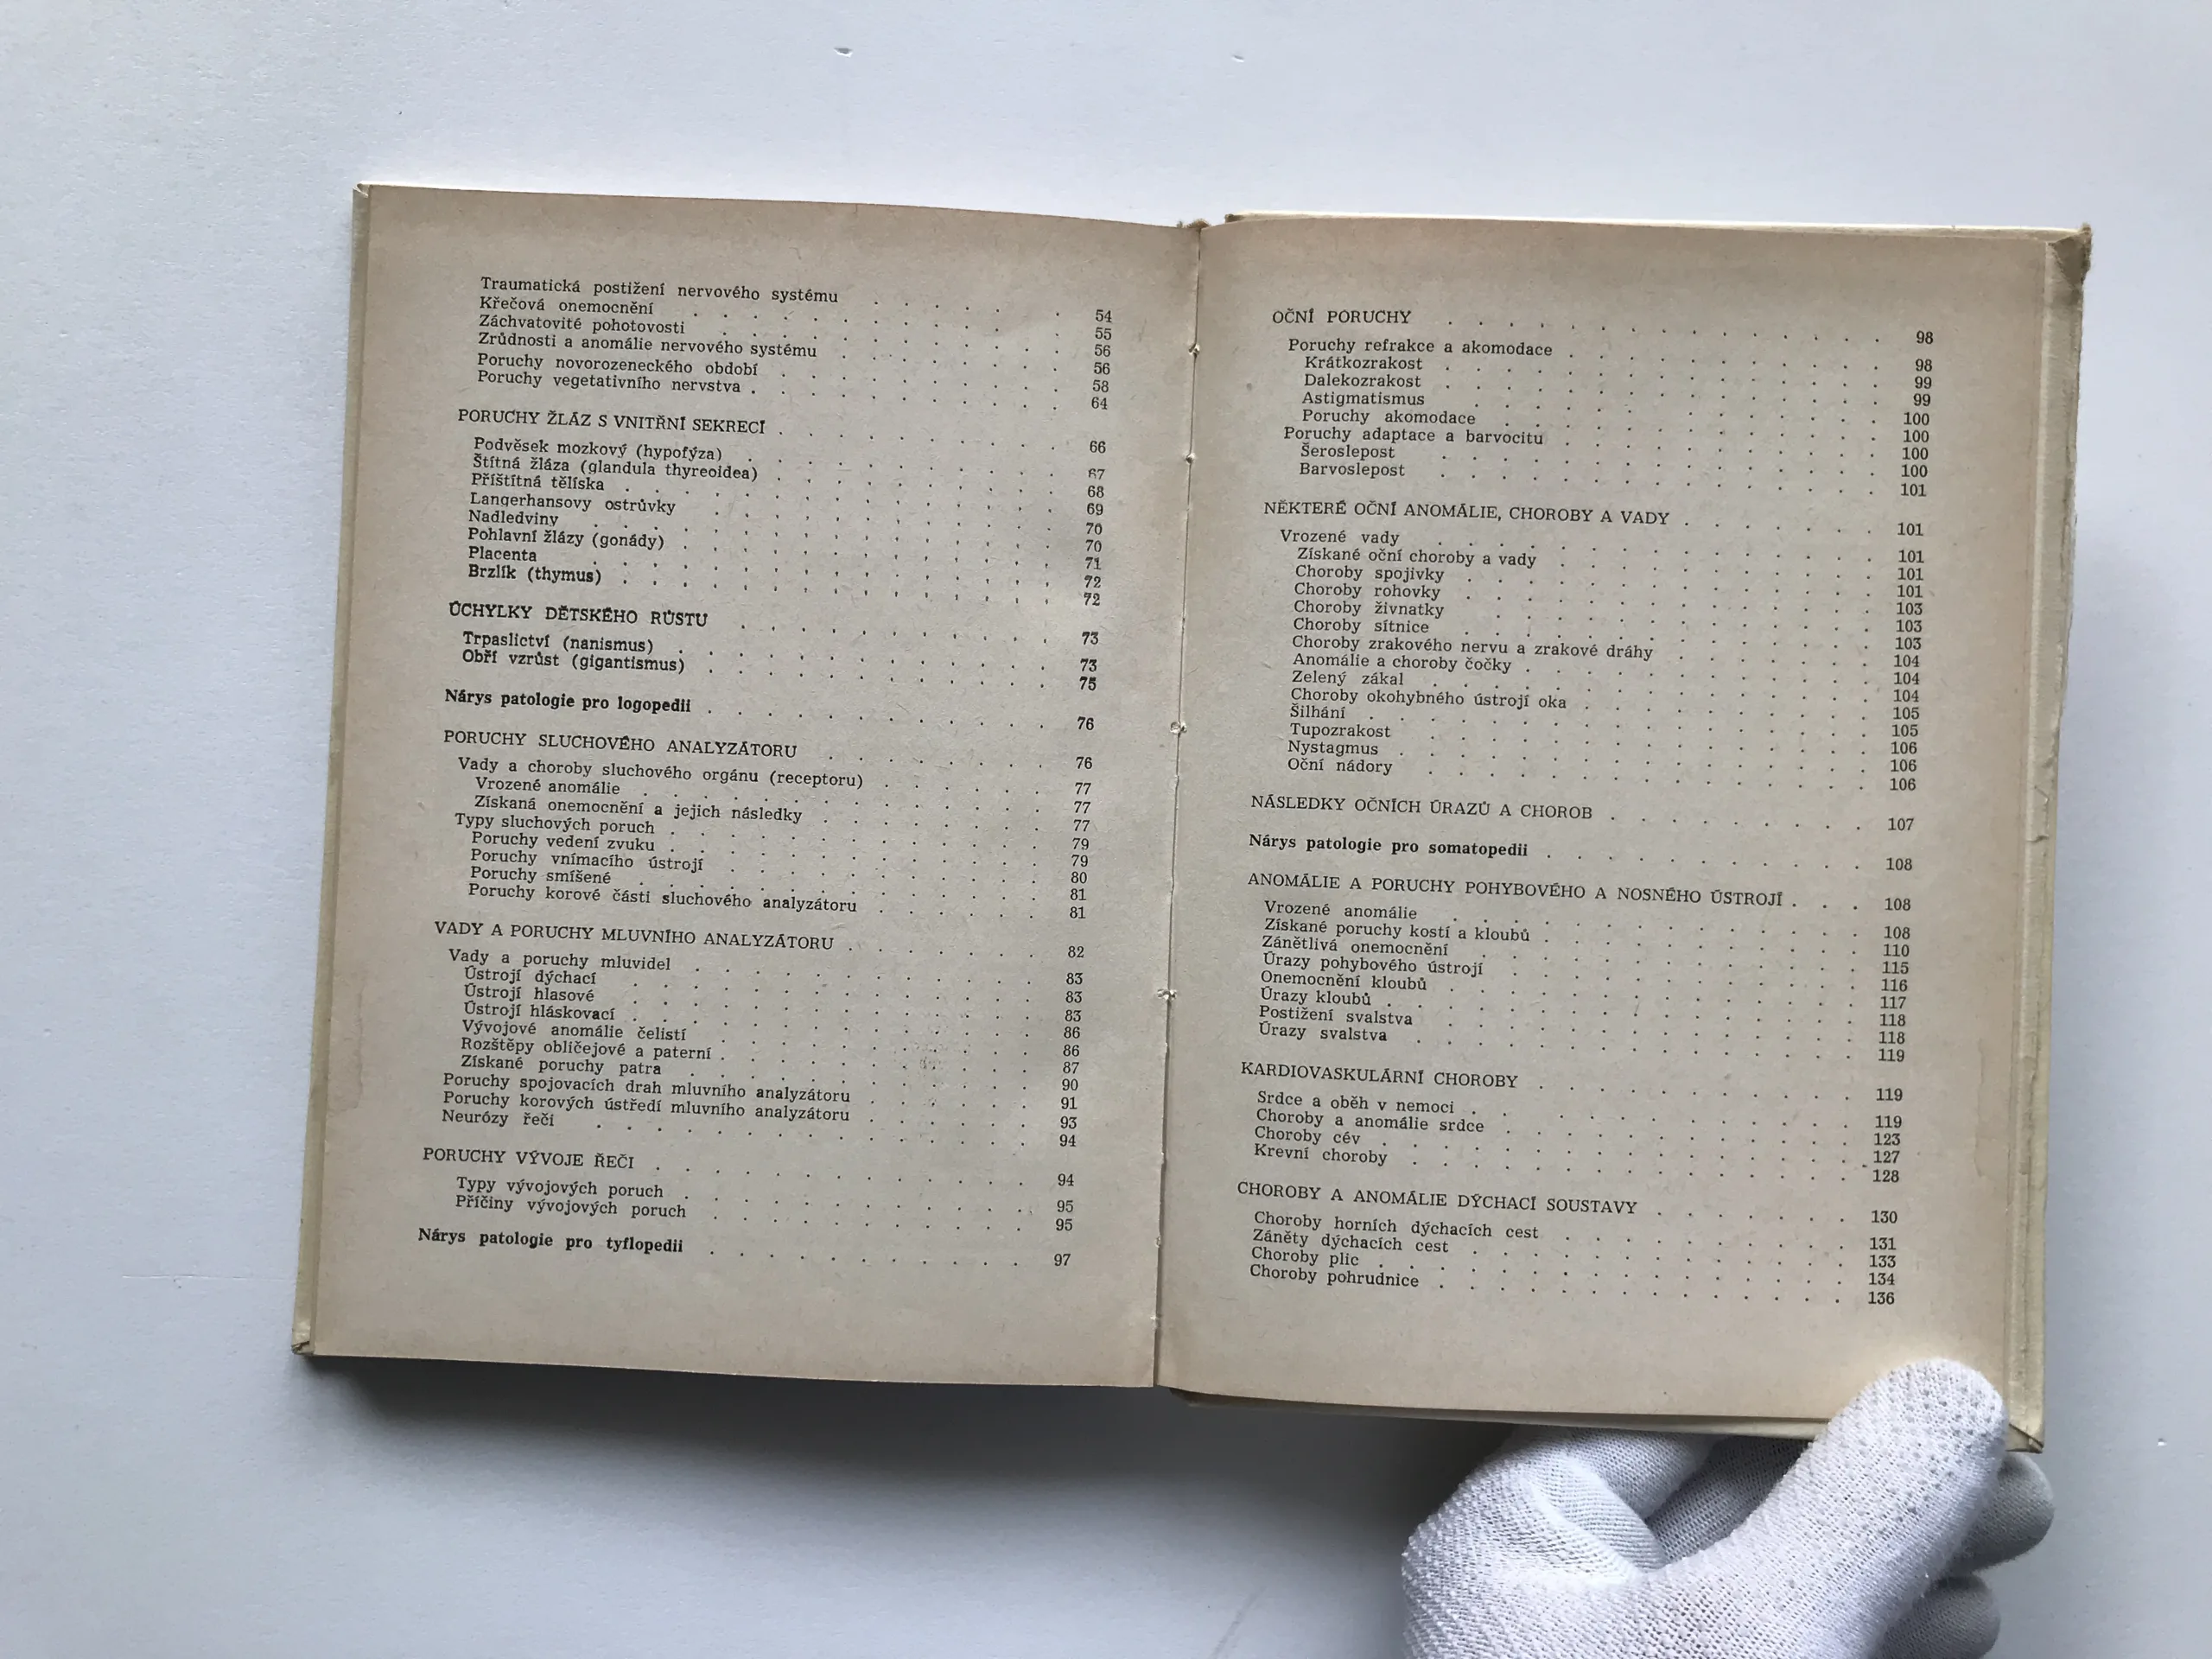 Traumatická postižení nervového systému . . . . . . 54
Křečová onemocnění . . . . . . . . . . 55
Záchvatovité pohotovosti . . . . . . . . . . 56
Zrůdnosti a anomálie nervového systému . . . . . . 56
Poruchy novorozeneckého období . . . . . . . . 58
Poruchy vegetativního nervstva . . . . . . . . . 64
PORUCHY ŽLÁZ S VNITŘNÍ SEKRECÍ . . . . . . . . 66
Podvěsek mozkový (hypofýza) . . . . . . . . . 67
Štítná žláza (glandula thyreoidea) . . . . . . . . 68
Příštítná tělíska . . . . . . . . . . . . 69
Langerhansovy ostrůvky . . . . . . . . . . 70
Nadledviny . . . . . . . . . . . . 70
Pohlavní žlázy (gonády) . . . . . . . . . . 71
Placenta . . . . . . . . . . . . 72
Brzlík (thymus) . . . . . . . . . . . . 72
ÚCHYLKY DĚTSKÉHO RŮSTU . . . . . . . . . 73
Trpaslictví (nanismus) . . . . . . . . . . 73
Obří vzrůst (gigantismus) . . . . . . . . . . 75
Nárys patologie pro logopedii . . . . . . . . . . 76
PORUCHY SLUCHOVÉHO ANALYZÁTORU . . . . . . . 76
Vady a choroby sluchového orgánu (receptoru) . . . . . . 77
Vrozené anomálie . . . . . . . . . . . 77
Získaná onemocnění a jejich následky . . . . . . . 77
Typy sluchových poruch . . . . . . . . . . 79
Poruchy vedení zvuku . . . . . . . . . . 79
Poruchy vnímacího ústrojí . . . . . . . . . 80
Poruchy smíšené . . . . . . . . . . . 81
Poruchy korové části sluchového analyzátoru . . . . . . 81
VADY A PORUCHY MLUVNÍHO ANALYZÁTORU . . . . . . 82
Vady a poruchy mluvidel . . . . . . . . . . 83
Ústrojí dýchací . . . . . . . . . . . 83
Ústrojí hlasové . . . . . . . . . . . 83
Ústrojí hláskovací . . . . . . . . . . . 86
Vývojové anomálie čelistí . . . . . . . . . 86
Rozštěpy obličejové a paterní . . . . . . . . . 87
Získané poruchy patra . . . . . . . . . . 90
Poruchy spojovacích drah mluvního analyzátoru . . . . . . 91
Poruchy korových ústředí mluvního analyzátoru . . . . . . 93
Neurózy řeči . . . . . . . . . . . . 94
PORUCHY VÝVOJE ŘEČI . . . . . . . . . . . 94
Typy vývojových poruch . . . . . . . . . . 95
Příčiny vývojových poruch . . . . . . . . . 95
Nárys patologie pro tyflopedii . . . . . . . . . 97
OČNÍ PORUCHY . . . . . . . . . . . . 98
Poruchy refrakce a akomodace . . . . . . . . . 98
Krátkozrakost . . . . . . . . . . . 99
Dalekozrakost . . . . . . . . . . . 99
Astigmatismus . . . . . . . . . . . 100
Poruchy akomodace . . . . . . . . . . 100
Poruchy adaptace a barvocitu . . . . . . . . . 100
Šeroslepost . . . . . . . . . . . 100
Barvoslepost . . . . . . . . . . . 101
NĚKTERÉ OČNÍ ANOMÁLIE, CHOROBY A VADY . . . . . . 101
Vrozené vady . . . . . . . . . . . 101
Získané oční choroby a vady . . . . . . . . . 101
Choroby spojivky . . . . . . . . . . . 101
Choroby rohovky . . . . . . . . . . . 103
Choroby živnatky . . . . . . . . . . . 103
Choroby sítnice . . . . . . . . . . . 103
Choroby zrakového nervu a zrakové dráhy . . . . . . 104
Anomálie a choroby čočky . . . . . . . . . 104
Zelený zákal . . . . . . . . . . . 104
Choroby okohybného ústrojí oka . . . . . . . . 105
Šilhání . . . . . . . . . . . . 105
Tupozrakost . . . . . . . . . . . 106
Nystagmus . . . . . . . . . . . . 106
Oční nádory . . . . . . . . . . . 106
NÁSLEDKY OČNÍCH ÚRAZŮ A CHOROB . . . . . . . 107
Nárys patologie pro somatopedii . . . . . . . . . 108
ANOMÁLIE A PORUCHY POHYBOVÉHO A NOSNÉHO ÚSTROJÍ . . . 108
Vrozené anomálie . . . . . . . . . . . 108
Získané poruchy kostí a kloubů . . . . . . . . 110
Zánětlivá onemocnění . . . . . . . . . . 115
Úrazy pohybového ústrojí . . . . . . . . . 116
Onemocnění kloubů . . . . . . . . . . 117
Úrazy kloubů . . . . . . . . . . . 118
Postižení svalstva . . . . . . . . . . . 118
Úrazy svalstva . . . . . . . . . . . 119
KARDIOVASKULÁRNÍ CHOROBY . . . . . . . . . 119
Srdce a oběh v nemoci . . . . . . . . . . 119
Choroby a anomálie srdce . . . . . . . . . 123
Choroby cév . . . . . . . . . . . 127
Krevní choroby . . . . . . . . . . . 128
CHOROBY A ANOMÁLIE DÝCHACÍ SOUSTAVY . . . . . . 130
Choroby horních dýchacích cest . . . . . . . . 131
Záněty dýchacích cest . . . . . . . . . . 133
Choroby plic . . . . . . . . . . . 134
Choroby pohrudnice . . . . . . . . . . 136